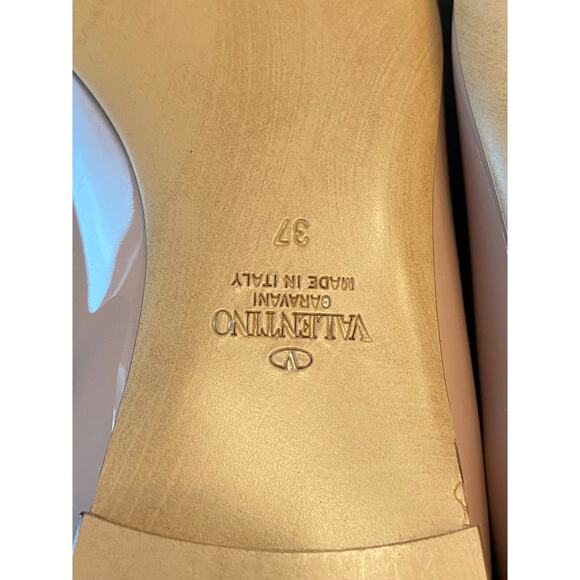 V
VALENTINO
GARAVANI
MADE IN ITALY
37